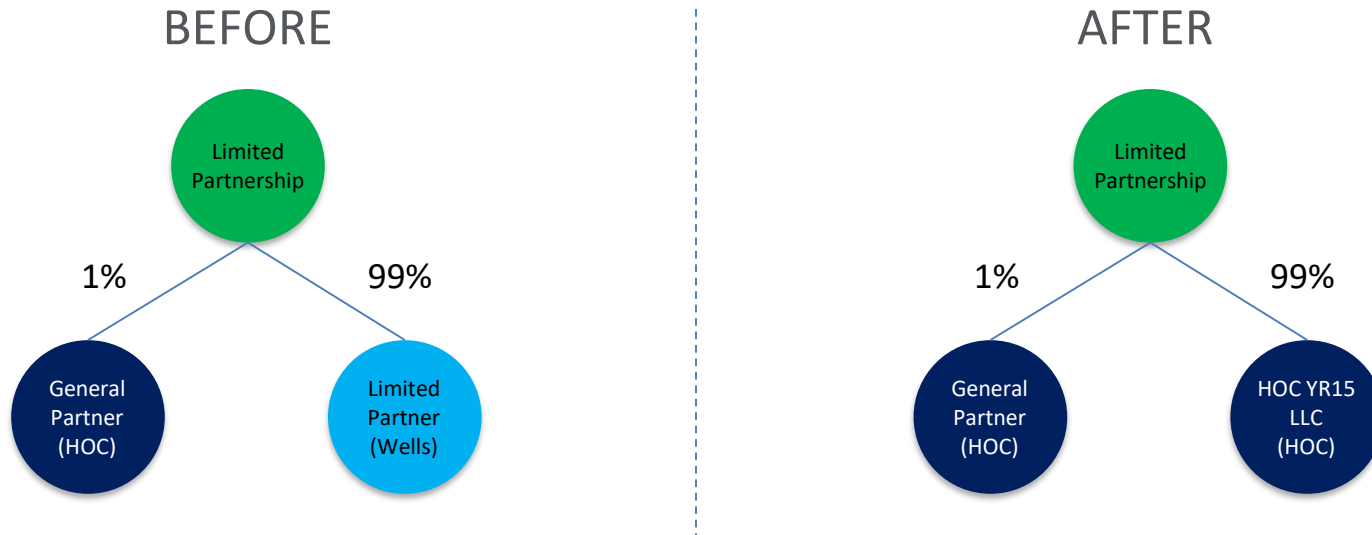 BEFORE
Limited
Partnership
1%
99%
General
Partner
(HOC)
Limited
Partner
(Wells)
AFTER
Limited
Partnership
1%
99%
General
Partner
(HOC)
HOC YR15
LLC
(HOC)